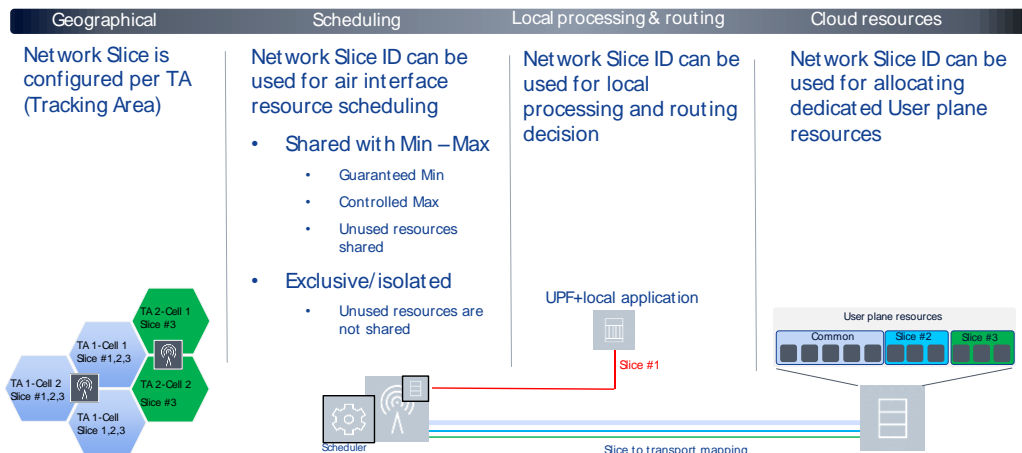 Geographical
Scheduling
Local processing & routing
Cloud resources
Network Slice is
configured per TA
(Tracking Area)
Network Slice ID can be
used for air interface
resource scheduling
• Shared with Min – Max
• Guaranteed Min
• Controlled Max
• Unused resources
shared
• Exclusive/isolated
• Unused resources are
not shared
Network Slice ID can be
used for local
processing and routing
decision
Network Slice ID can be
used for allocating
dedicated User plane
resources
TA 2-Cell 1
Slice #3
TA 1-Cell 1
Slice #1,2,3
TA 1-Cell 2
Slice #1,2,3
TA 2-Cell 2
Slice #3
TA 1-Cell
Slice 1,2,3
UPF+local application
Slice #1
Scheduler
Slice to transport mapping
User plane resources
Common
Slice #2
Slice #3